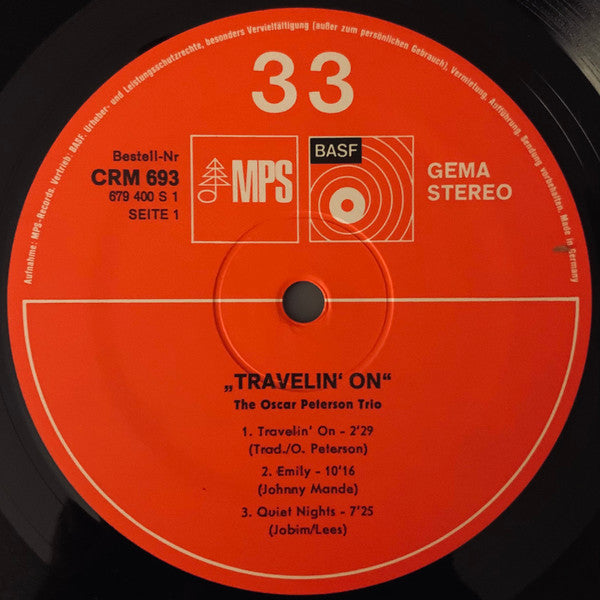 Aufnahme: MPS-Records. Vertrieb: BASF. Urheber- und Leistungsschutzrechte, besonders Vervielfältigung (außer zum persönlichen Gebrauch), Vermietung, Aufführung, Sendung vorbehalten. Made in Germany
33
Bestell-Nr
CRM 693
679 400 S 1
SEITE 1
MPS
BASF
GEMA
STEREO
„TRAVELIN' ON“
The Oscar Peterson Trio
1. Travelin' On - 2'29
(Trad./O. Peterson)
2. Emily - 10'16
(Johnny Mande)
3. Quiet Nights - 7'25
(Jobim/Lees)